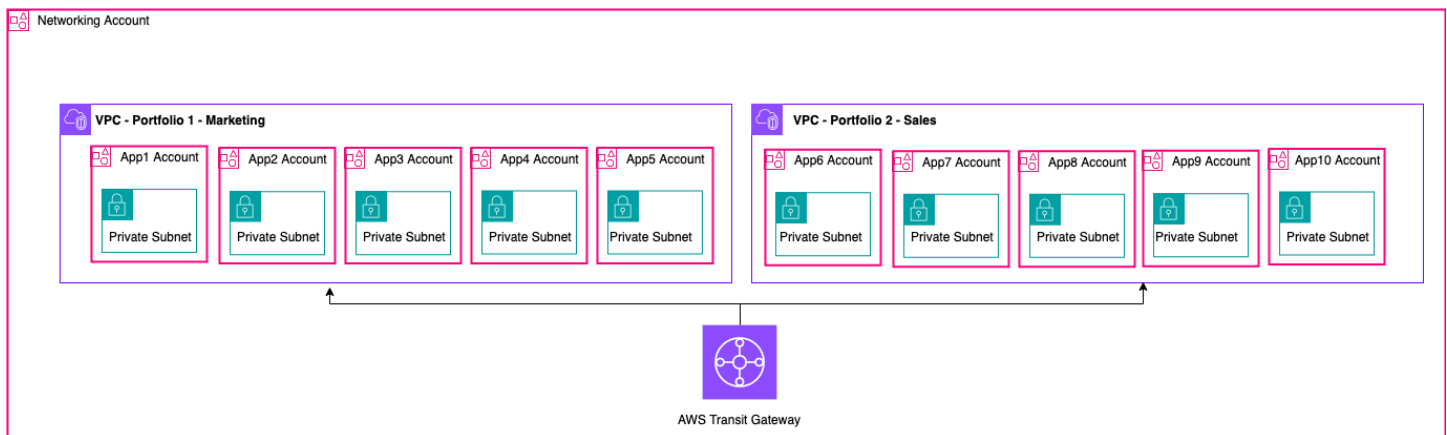 Networking Account
VPC - Portfolio 1 - Marketing
VPC - Portfolio 2 - Sales
App1 Account
App2 Account
App3 Account
App4 Account
App5 Account
App6 Account
App7 Account
App8 Account
App9 Account
App10 Account
Private Subnet
Private Subnet
Private Subnet
Private Subnet
Private Subnet
Private Subnet
Private Subnet
Private Subnet
Private Subnet
Private Subnet
AWS Transit Gateway